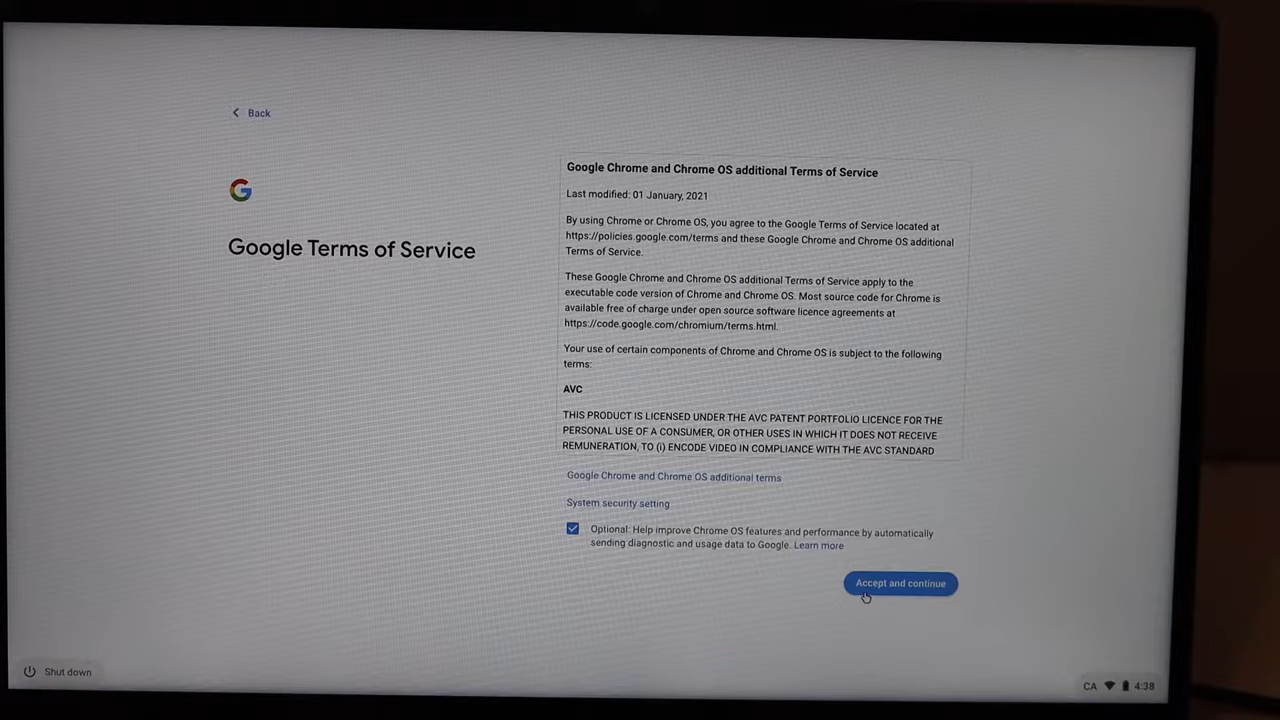 Back
Google Terms of Service
Google Chrome and Chrome OS additional Terms of Service
Last modified: 01 January, 2021
By using Chrome or Chrome OS, you agree to the Google Terms of Service located at
https://policies.google.com/terms and these Google Chrome and Chrome OS additional
Terms of Service.
These Google Chrome and Chrome OS additional Terms of Service apply to the
executable code version of Chrome and Chrome OS. Most source code for Chrome is
available free of charge under open source software licence agreements at
https://code.google.com/chromium/terms.html.
Your use of certain components of Chrome and Chrome OS is subject to the following
terms:
AVC
THIS PRODUCT IS LICENSED UNDER THE AVC PATENT PORTFOLIO LICENCE FOR THE
PERSONAL USE OF A CONSUMER, OR OTHER USES IN WHICH IT DOES NOT RECEIVE
REMUNERATION, TO (i) ENCODE VIDEO IN COMPLIANCE WITH THE AVC STANDARD
Google Chrome and Chrome OS additional terms
System security setting
Optional: Help improve Chrome OS features and performance by automatically
sending diagnostic and usage data to Google. Learn more
Accept and continue
Shut down
CA 4:38